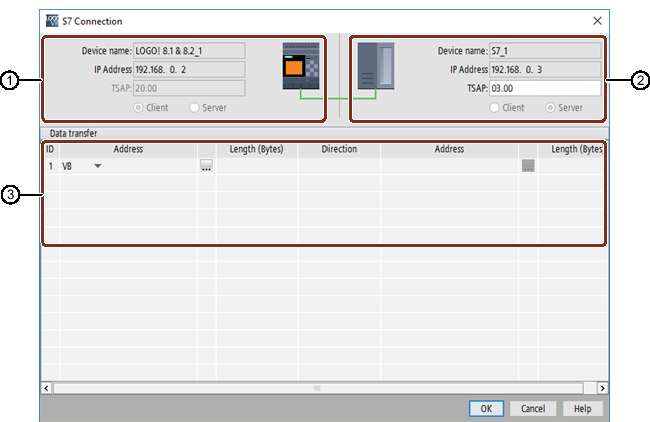 S7 Connection
Device name: LOGO! 8.1 & 8.2_1
IP Address 192.168. 0. 2
TSAP: 20.00
Client Server
Device name: S7_1
IP Address 192.168. 0. 3
TSAP: 03.00
Client Server
1
2
Data transfer
ID Address Length (Bytes) Direction Address Length (Bytes
1 VB ...
3
OK Cancel Help